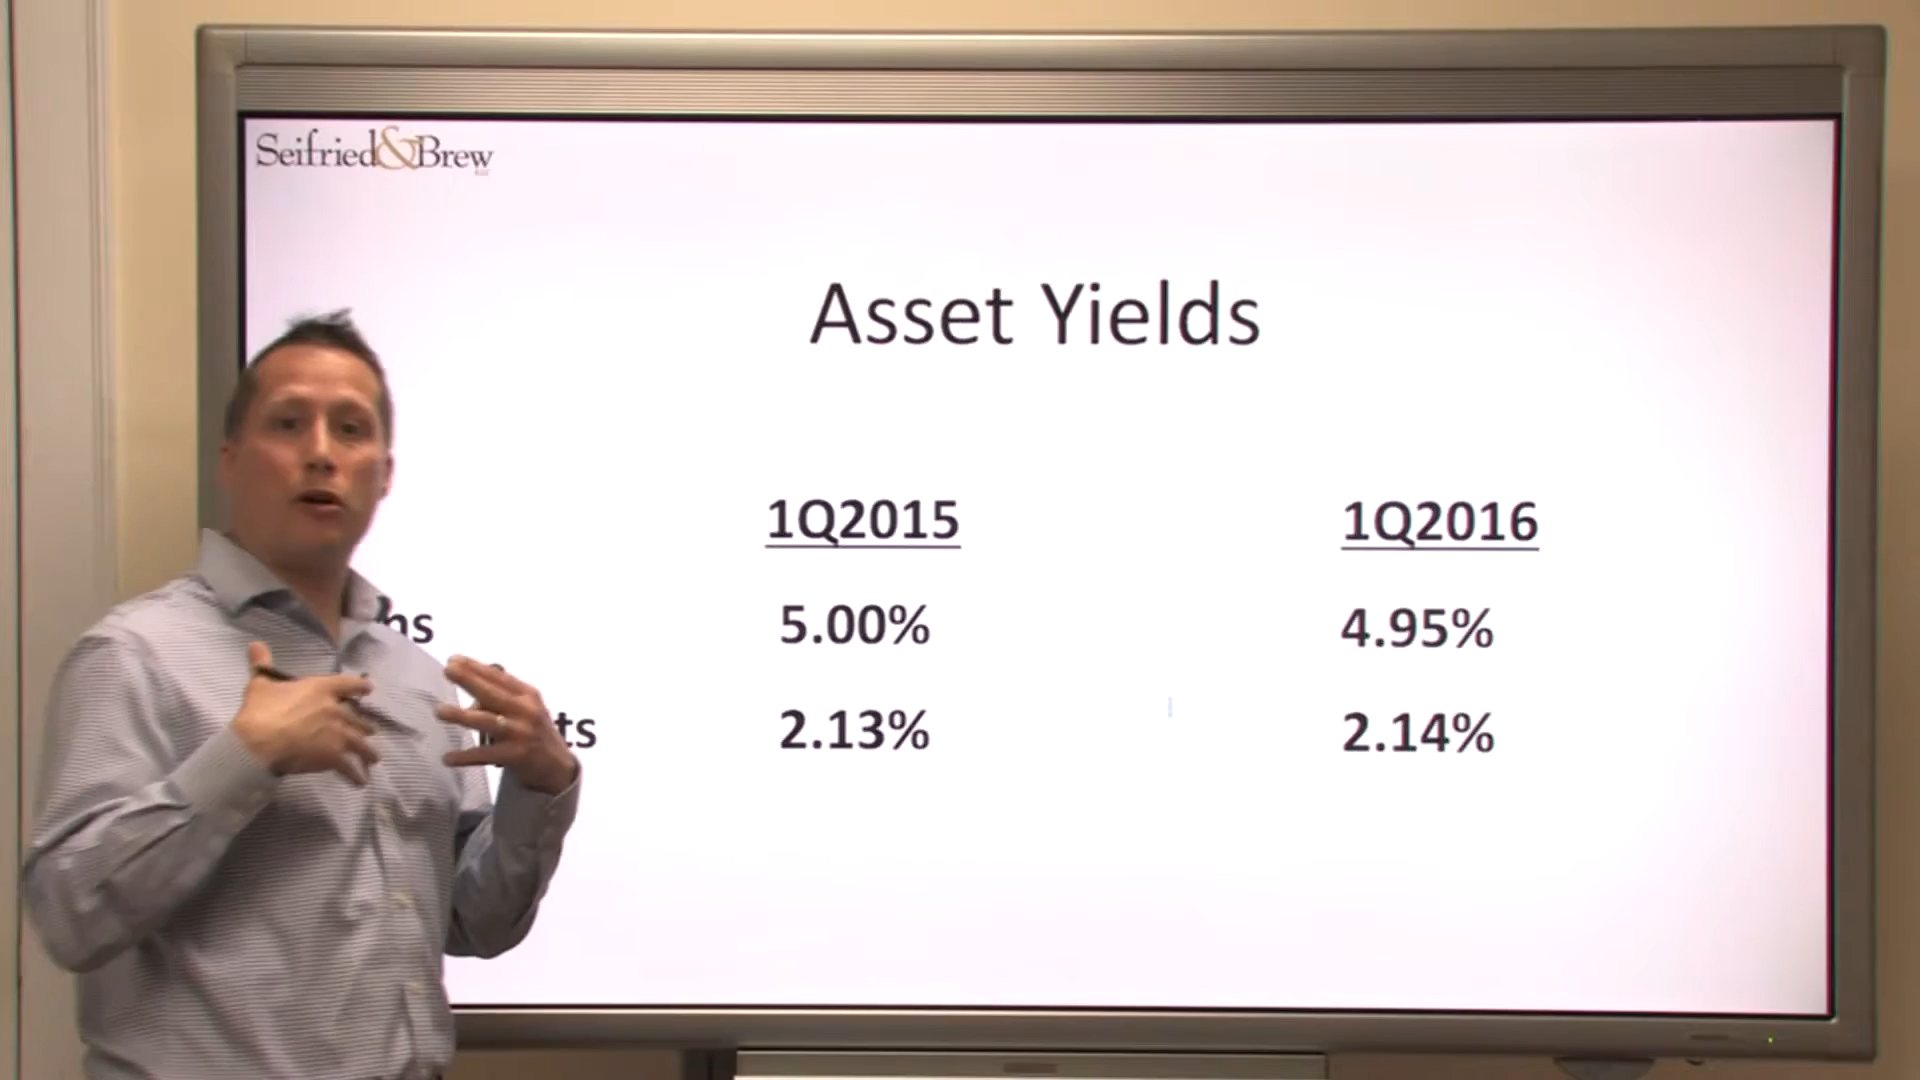 Seifried&Brew
Asset Yields
1Q2015 1Q2016
5.00% 4.95%
2.13% 2.14%